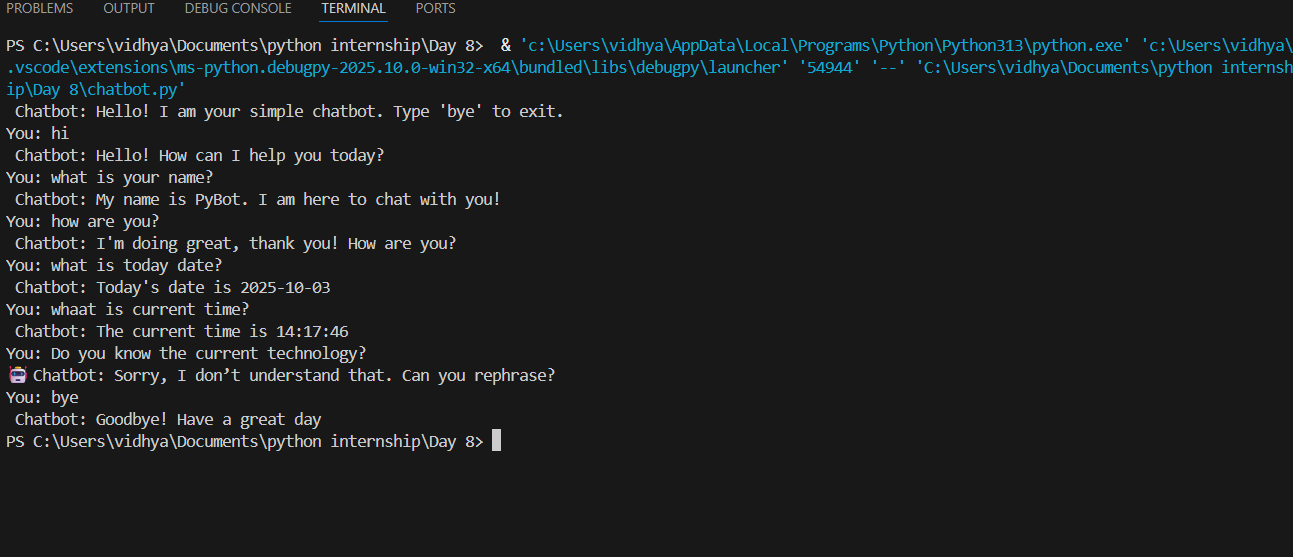 PROBLEMS OUTPUT DEBUG CONSOLE TERMINAL PORTS
PS C:\Users\vidhya\Documents\python internship\Day 8>  & 'c:\Users\vidhya\AppData\Local\Programs\Python\Python313\python.exe' 'c:\Users\vidhya\
.vscode\extensions\ms-python.debugpy-2025.10.0-win32-x64\bundled\libs\debugpy\launcher' '54944' '--' 'C:\Users\vidhya\Documents\python internsh
ip\Day 8\chatbot.py'
Chatbot: Hello! I am your simple chatbot. Type 'bye' to exit.
You: hi
Chatbot: Hello! How can I help you today?
You: what is your name?
Chatbot: My name is PyBot. I am here to chat with you!
You: how are you?
Chatbot: I'm doing great, thank you! How are you?
You: what is today date?
Chatbot: Today's date is 2025-10-03
You: whaat is current time?
Chatbot: The current time is 14:17:46
You: Do you know the current technology?
🤖 Chatbot: Sorry, I don’t understand that. Can you rephrase?
You: bye
Chatbot: Goodbye! Have a great day
PS C:\Users\vidhya\Documents\python internship\Day 8>